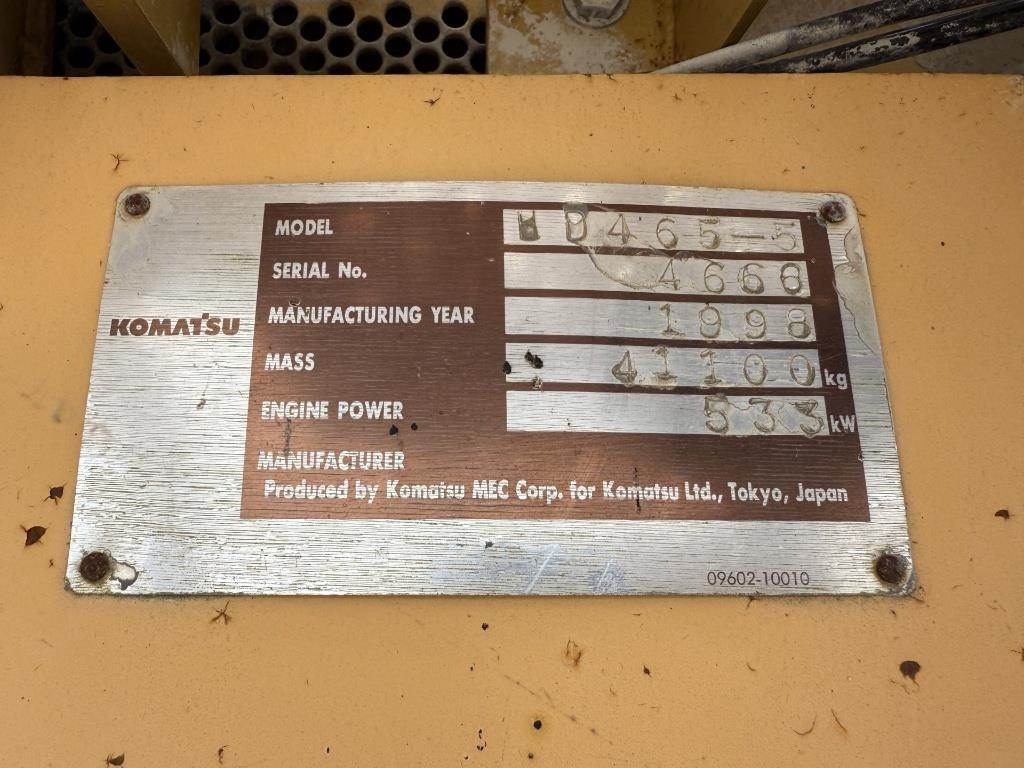 MODEL HD465-5
SERIAL No. 4668
KOMATSU
MANUFACTURING YEAR 1998
MASS 41100 kg
ENGINE POWER 533 kW
MANUFACTURER
Produced by Komatsu MEC Corp. for Komatsu Ltd., Tokyo, Japan
09602-10010